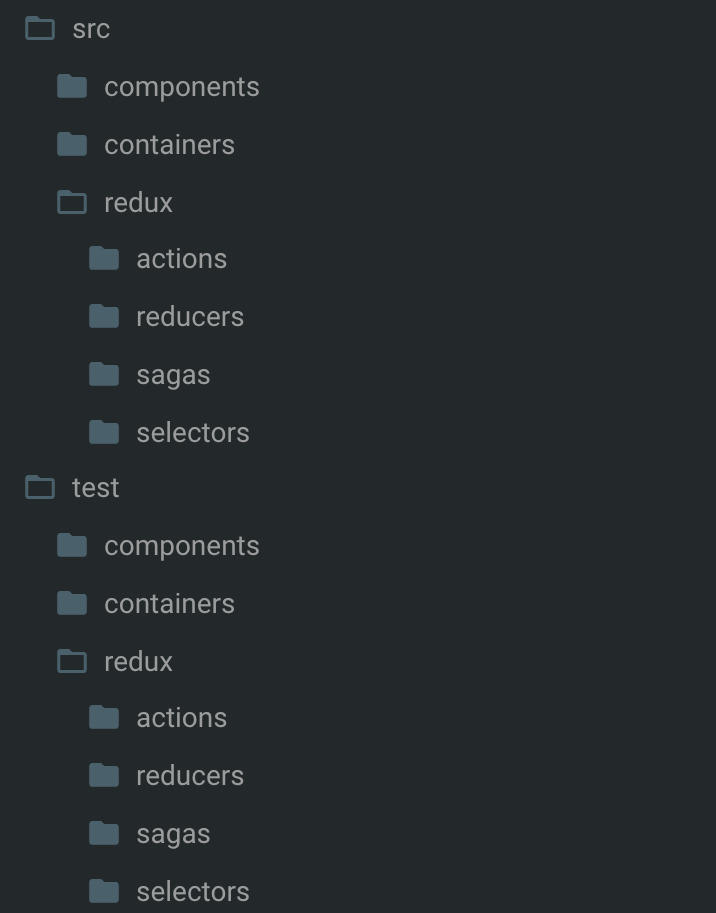 src
components
containers
redux
actions
reducers
sagas
selectors
test
components
containers
redux
actions
reducers
sagas
selectors